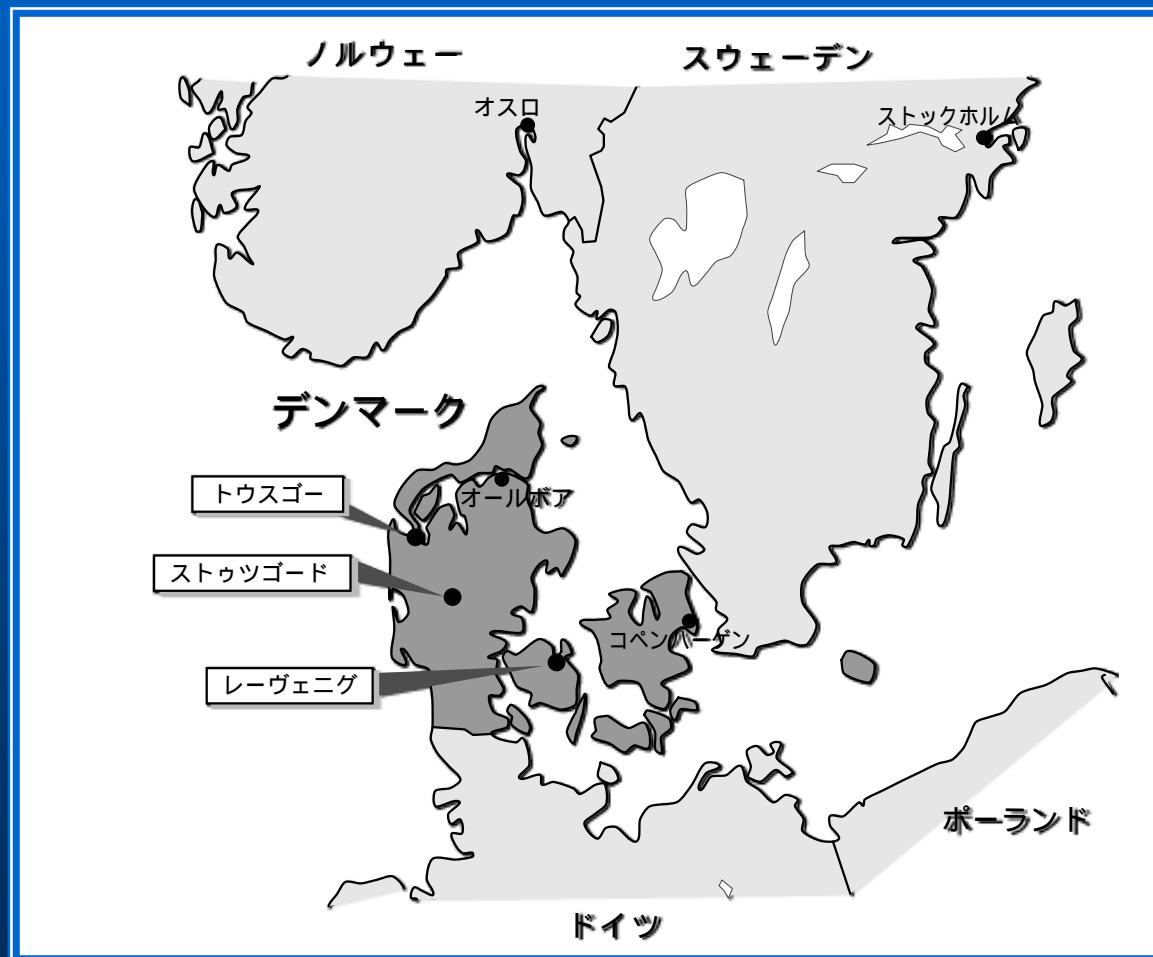 ノルウェー
スウェーデン
オスロ
ストックホルム
デンマーク
トウスゴー
オールボア
ストゥツゴード
コペンハーゲン
レーヴェニグ
ポーランド
ドイツ